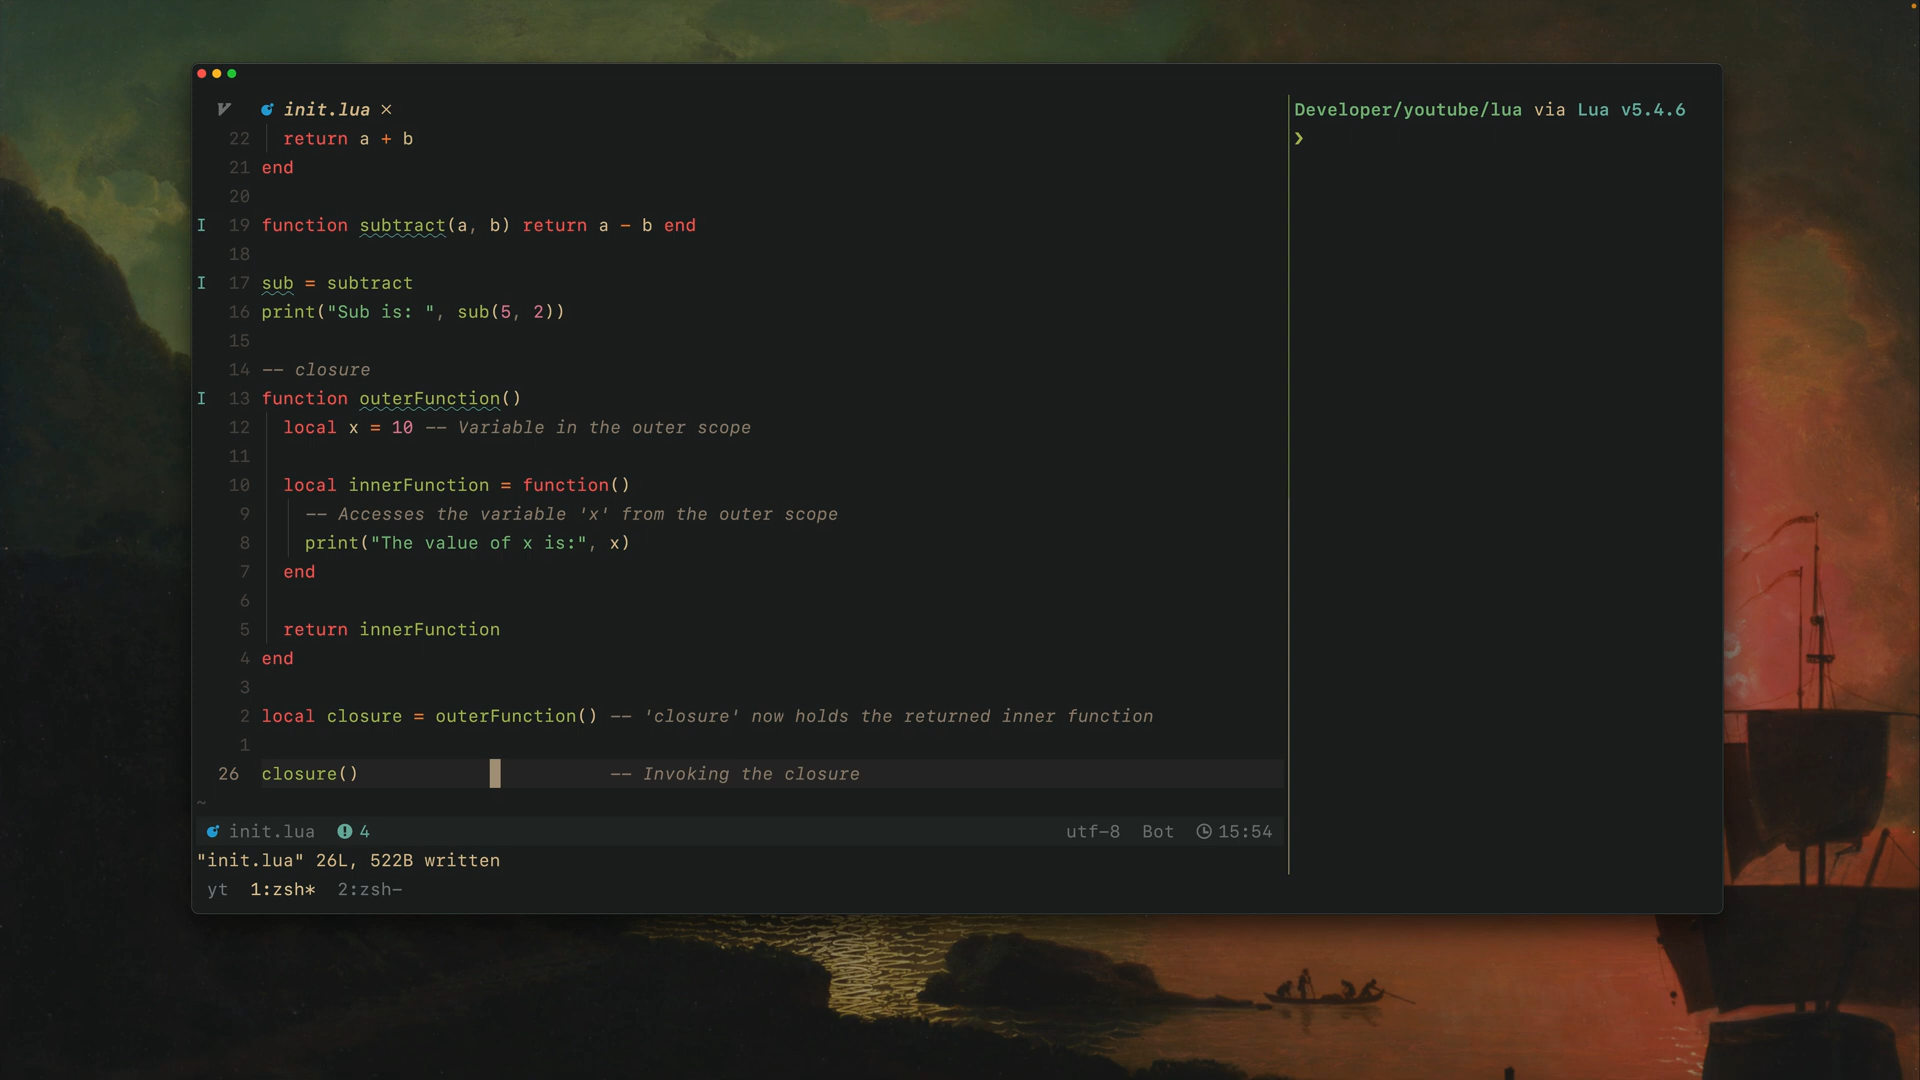 init.lua ×
22 return a + b
21 end
20
I 19 function subtract(a, b) return a - b end
18
I 17 sub = subtract
16 print("Sub is: ", sub(5, 2))
15
14 -- closure
I 13 function outerFunction()
12 local x = 10 -- Variable in the outer scope
11
10 local innerFunction = function()
9 -- Accesses the variable 'x' from the outer scope
8 print("The value of x is:", x)
7 end
6
5 return innerFunction
4 end
3
2 local closure = outerFunction() -- 'closure' now holds the returned inner function
1
26 closure() -- Invoking the closure
~
init.lua 4 utf-8 Bot 15:54
"init.lua" 26L, 522B written
yt 1:zsh* 2:zsh-
Developer/youtube/lua via Lua v5.4.6
❯